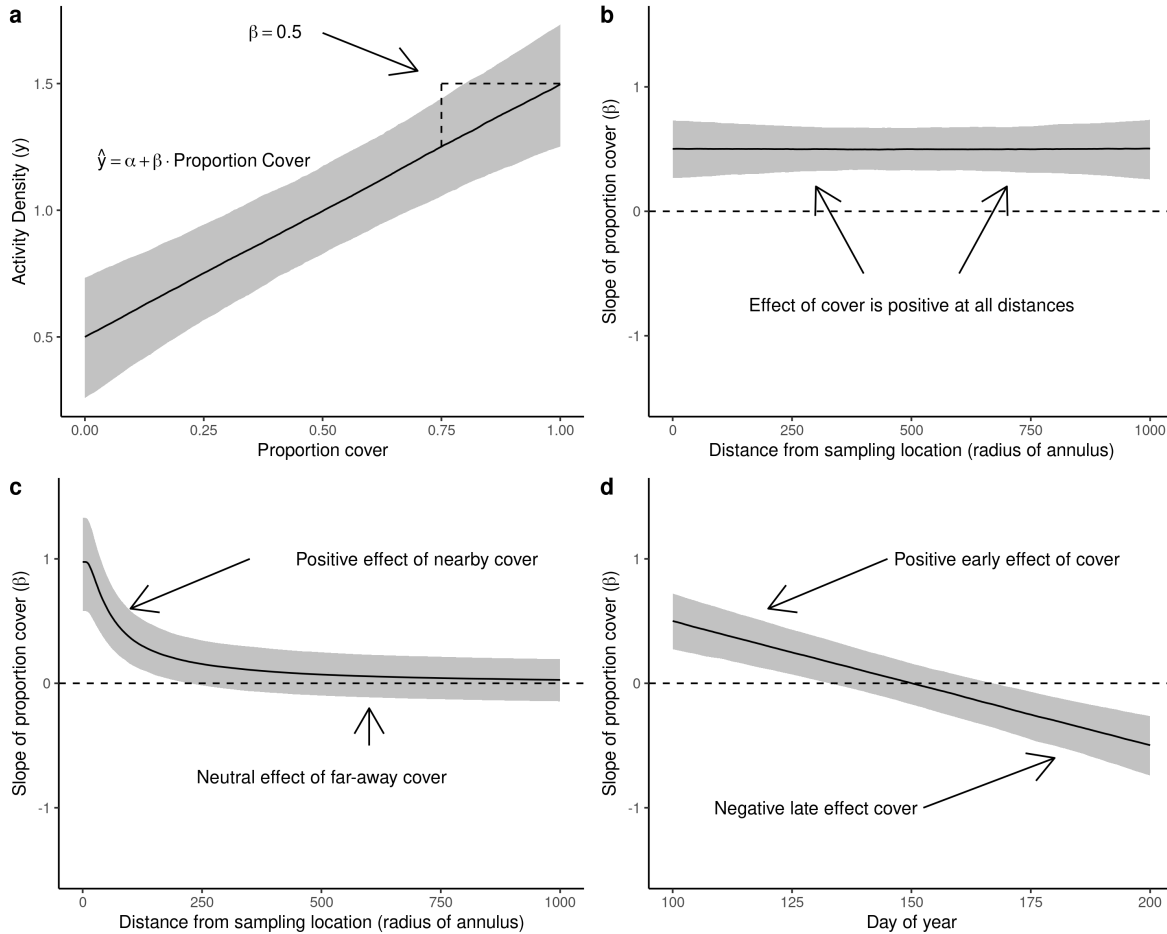 a
β = 0.5
ŷ = α + β · Proportion Cover
Activity Density (y)
1.5
1.0
0.5
0.00
0.25
0.50
0.75
1.00
Proportion cover
b
Slope of proportion cover (β)
1
0
-1
Effect of cover is positive at all distances
0
250
500
750
1000
Distance from sampling location (radius of annulus)
c
Slope of proportion cover (β)
1
0
-1
Positive effect of nearby cover
Neutral effect of far-away cover
0
250
500
750
1000
Distance from sampling location (radius of annulus)
d
Slope of proportion cover (β)
1
0
-1
Positive early effect of cover
Negative late effect cover
100
125
150
175
200
Day of year